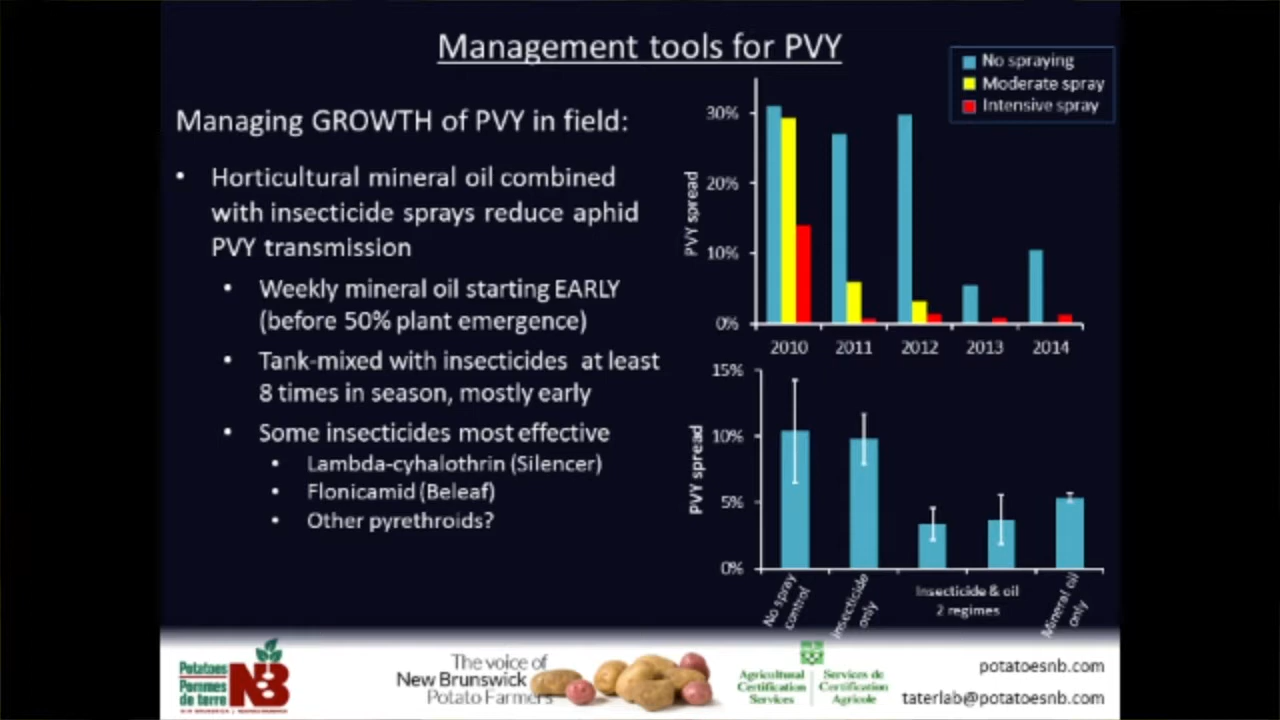 Management tools for PVY
Managing GROWTH of PVY in field:
• Horticultural mineral oil combined
with insecticide sprays reduce aphid
PVY transmission
• Weekly mineral oil starting EARLY
(before 50% plant emergence)
• Tank-mixed with insecticides at least
8 times in season, mostly early
• Some insecticides most effective
• Lambda-cyhalothrin (Silencer)
• Flonicamid (Beleaf)
• Other pyrethroids?
No spraying
Moderate spray
Intensive spray
PVY spread
30%
20%
10%
0%
2010 2011 2012 2013 2014
PVY spread
15%
10%
5%
0%
No spray
control
Insecticide
only
Insecticide & oil
2 regimes
Mineral oil
only
Potatoes
Pommes
de terre
NB
The voice of
New Brunswick
Potato Farmers
Agricultural
Certification
Services
Services de
Certification
Agricole
potatoesnb.com
taterlab@potatoesnb.com